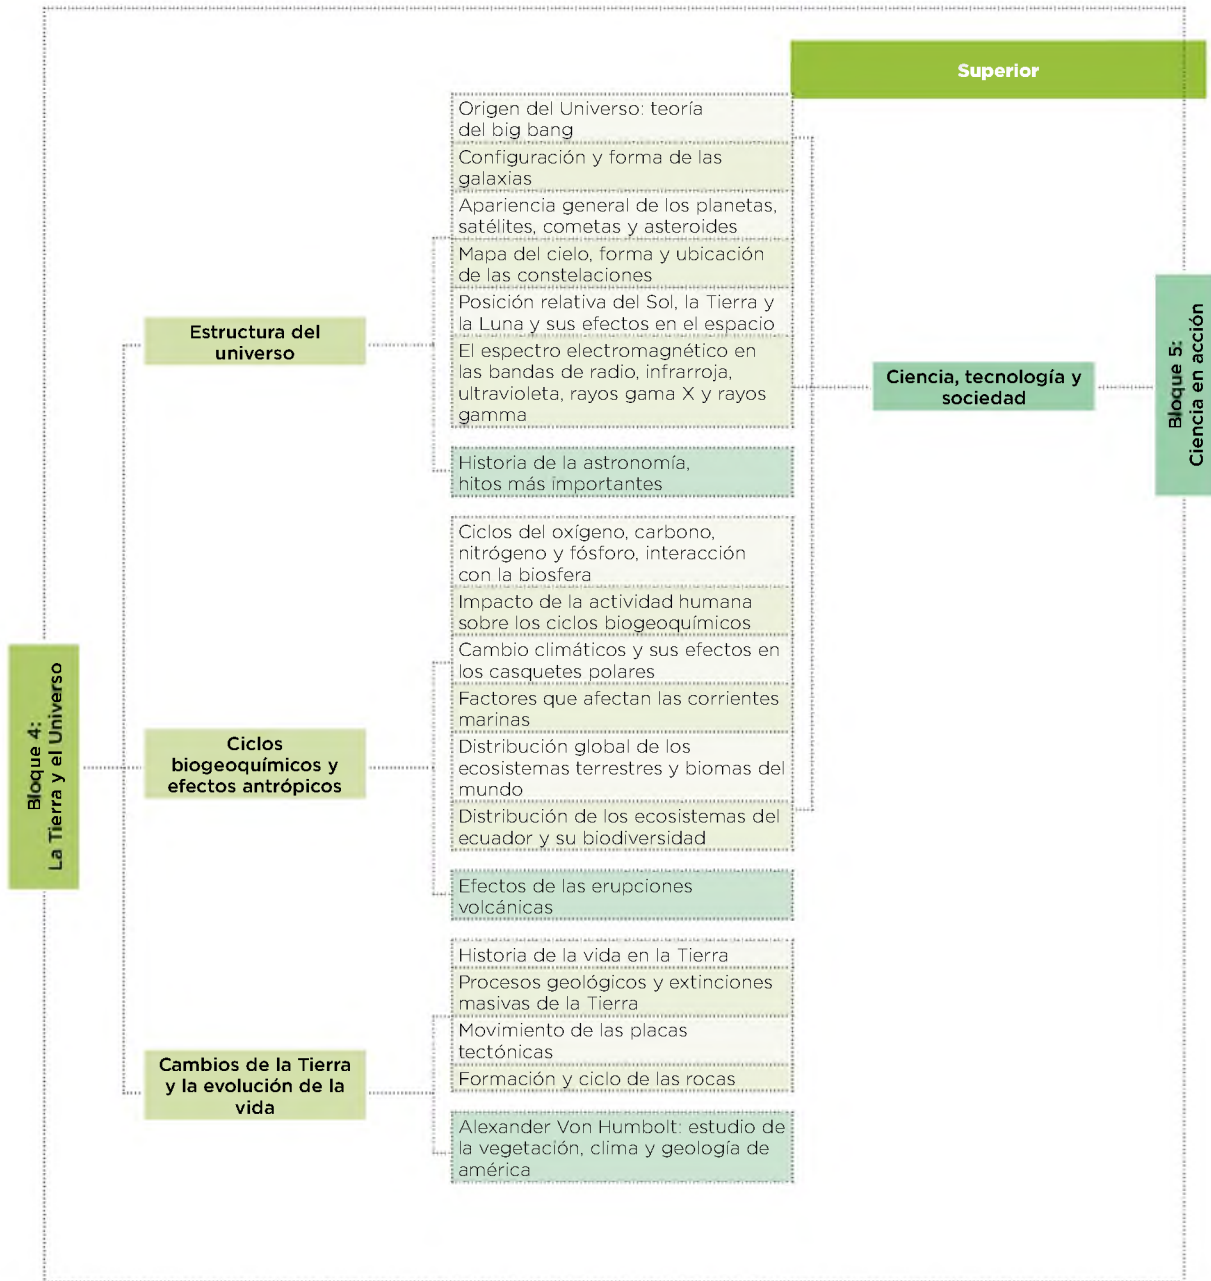 Superior
Origen del Universo: teoría
del big bang
Configuración y forma de las
galaxias
Apariencia general de los planetas,
satélites, cometas y asteroides
Mapa del cielo, forma y ubicación
de las constelaciones
Posición relativa del Sol, la Tierra y
la Luna y sus efectos en el espacio
El espectro electromagnético en
las bandas de radio, infrarroja,
ultravioleta, rayos gama X y rayos
gamma
Historia de la astronomía,
hitos más importantes
Estructura del
universo
Ciencia, tecnología y
sociedad
Bloque 5:
Ciencia en acción
Ciclos del oxígeno, carbono,
nitrógeno y fósforo, interacción
con la biosfera
Impacto de la actividad humana
sobre los ciclos biogeoquímicos
Cambio climáticos y sus efectos en
los casquetes polares
Factores que afectan las corrientes
marinas
Distribución global de los
ecosistemas terrestres y biomas del
mundo
Distribución de los ecosistemas del
ecuador y su biodiversidad
Efectos de las erupciones
volcánicas
Bloque 4:
La Tierra y el Universo
Ciclos
biogeoquímicos y
efectos antrópicos
Historia de la vida en la Tierra
Procesos geológicos y extinciones
masivas de la Tierra
Movimiento de las placas
tectónicas
Formación y ciclo de las rocas
Alexander Von Humbolt: estudio de
la vegetación, clima y geología de
américa
Cambios de la Tierra
y la evolución de la
vida